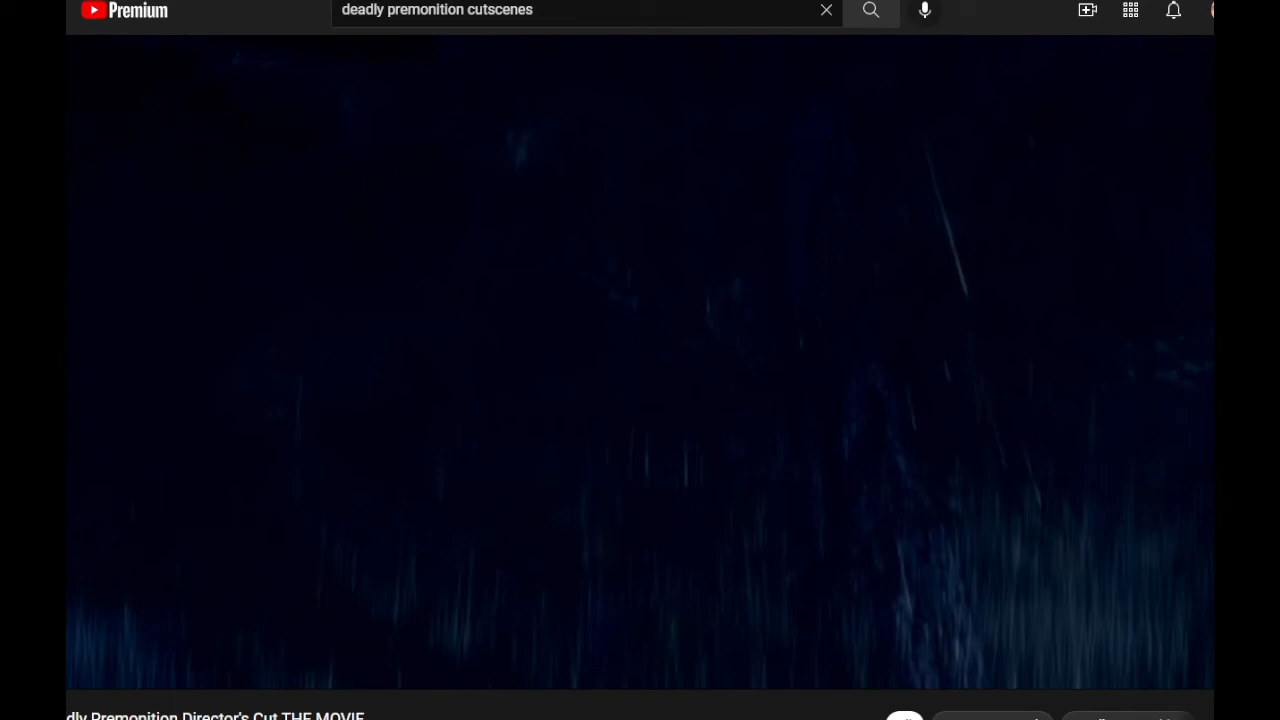 Premium
deadly premonition cutscenes
dly Premonition Director's Cut THE MOVIE